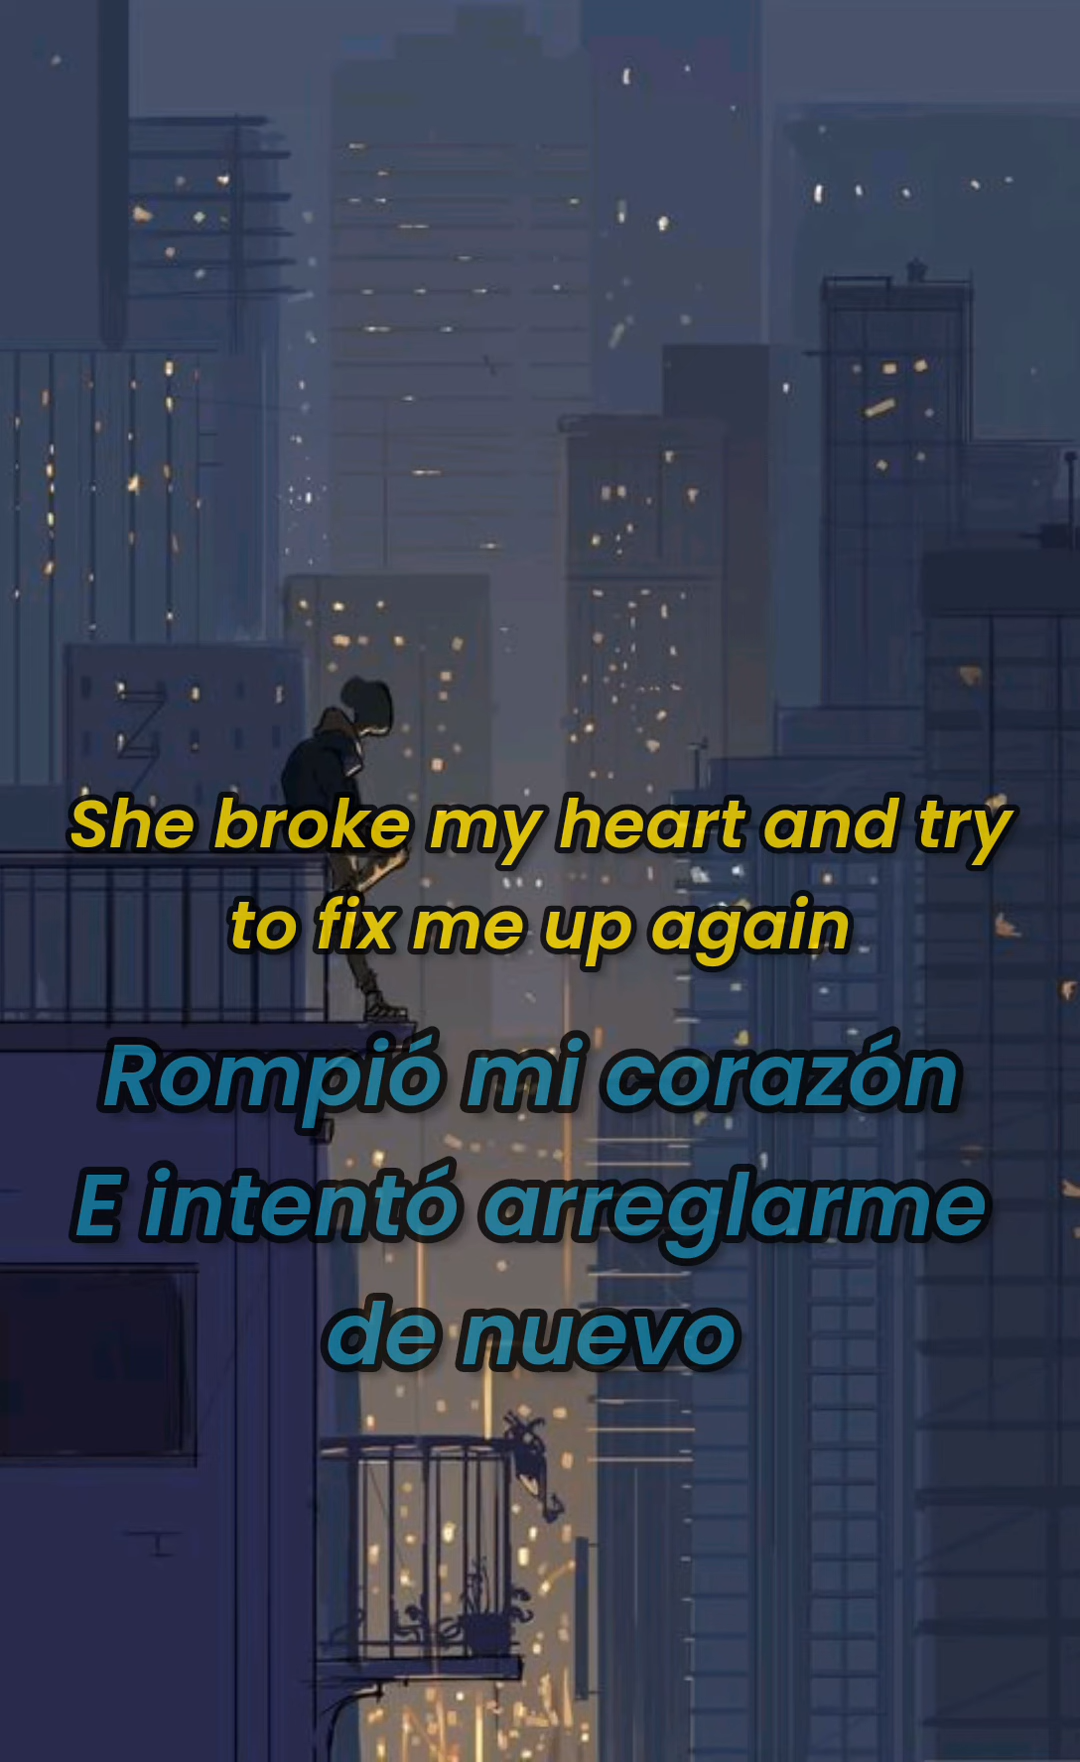 She broke my heart and try
to fix me up again
Rompió mi corazón
E intentó arreglarme
de nuevo